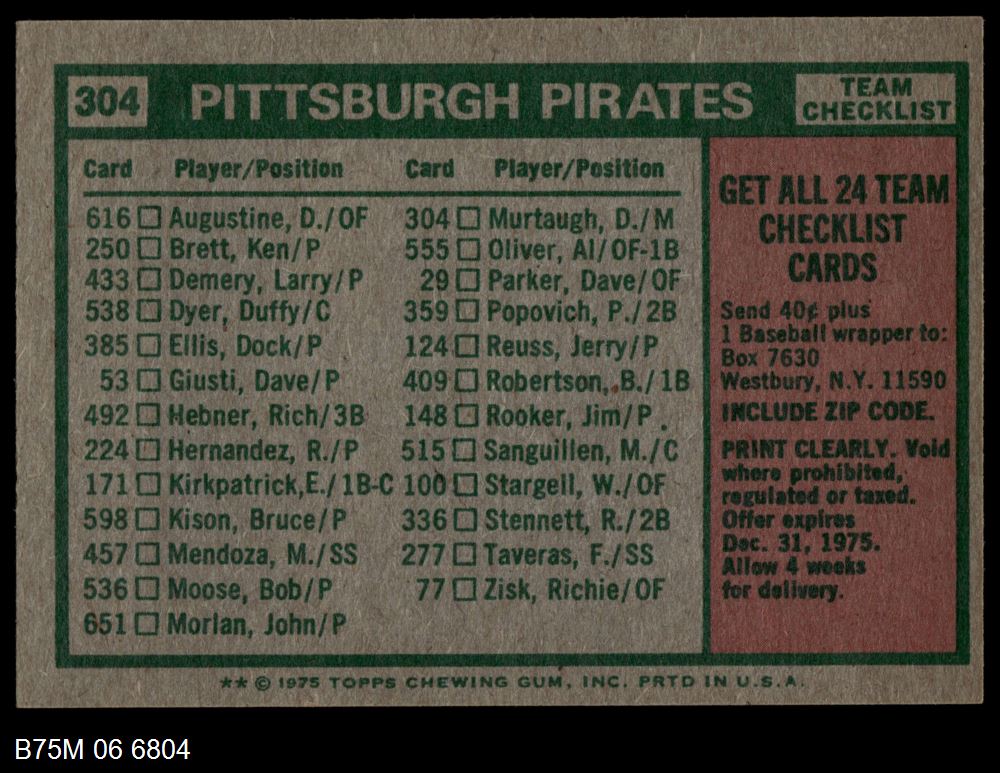 304 PITTSBURGH PIRATES TEAM CHECKLIST
Card Player/Position
616 □ Augustine, D./OF
250 □ Brett, Ken/P
433 □ Demery, Larry/P
538 □ Dyer, Duffy/C
385 □ Ellis, Dock/P
53 □ Giusti, Dave/P
492 □ Hebner, Rich/3B
224 □ Hernandez, R./P
171 □ Kirkpatrick,E./1B-C
598 □ Kison, Bruce/P
457 □ Mendoza, M./SS
536 □ Moose, Bob/P
651 □ Morlan, John/P
Card Player/Position
304 □ Murtaugh, D./M
555 □ Oliver, Al/OF-1B
29 □ Parker, Dave/OF
359 □ Popovich, P./2B
124 □ Reuss, Jerry/P
409 □ Robertson, B./1B
148 □ Rooker, Jim/P
515 □ Sanguillen, M./C
100 □ Stargell, W./OF
336 □ Stennett, R./2B
277 □ Taveras, F./SS
77 □ Zisk, Richie/OF
GET ALL 24 TEAM
CHECKLIST
CARDS
Send 40¢ plus
1 Baseball wrapper to:
Box 7630
Westbury, N.Y. 11590
INCLUDE ZIP CODE.
PRINT CLEARLY. Void
where prohibited,
regulated or taxed.
Offer expires
Dec. 31, 1975.
Allow 4 weeks
for delivery.
** © 1975 TOPPS CHEWING GUM, INC. PRTD IN U.S.A.
B75M 06 6804